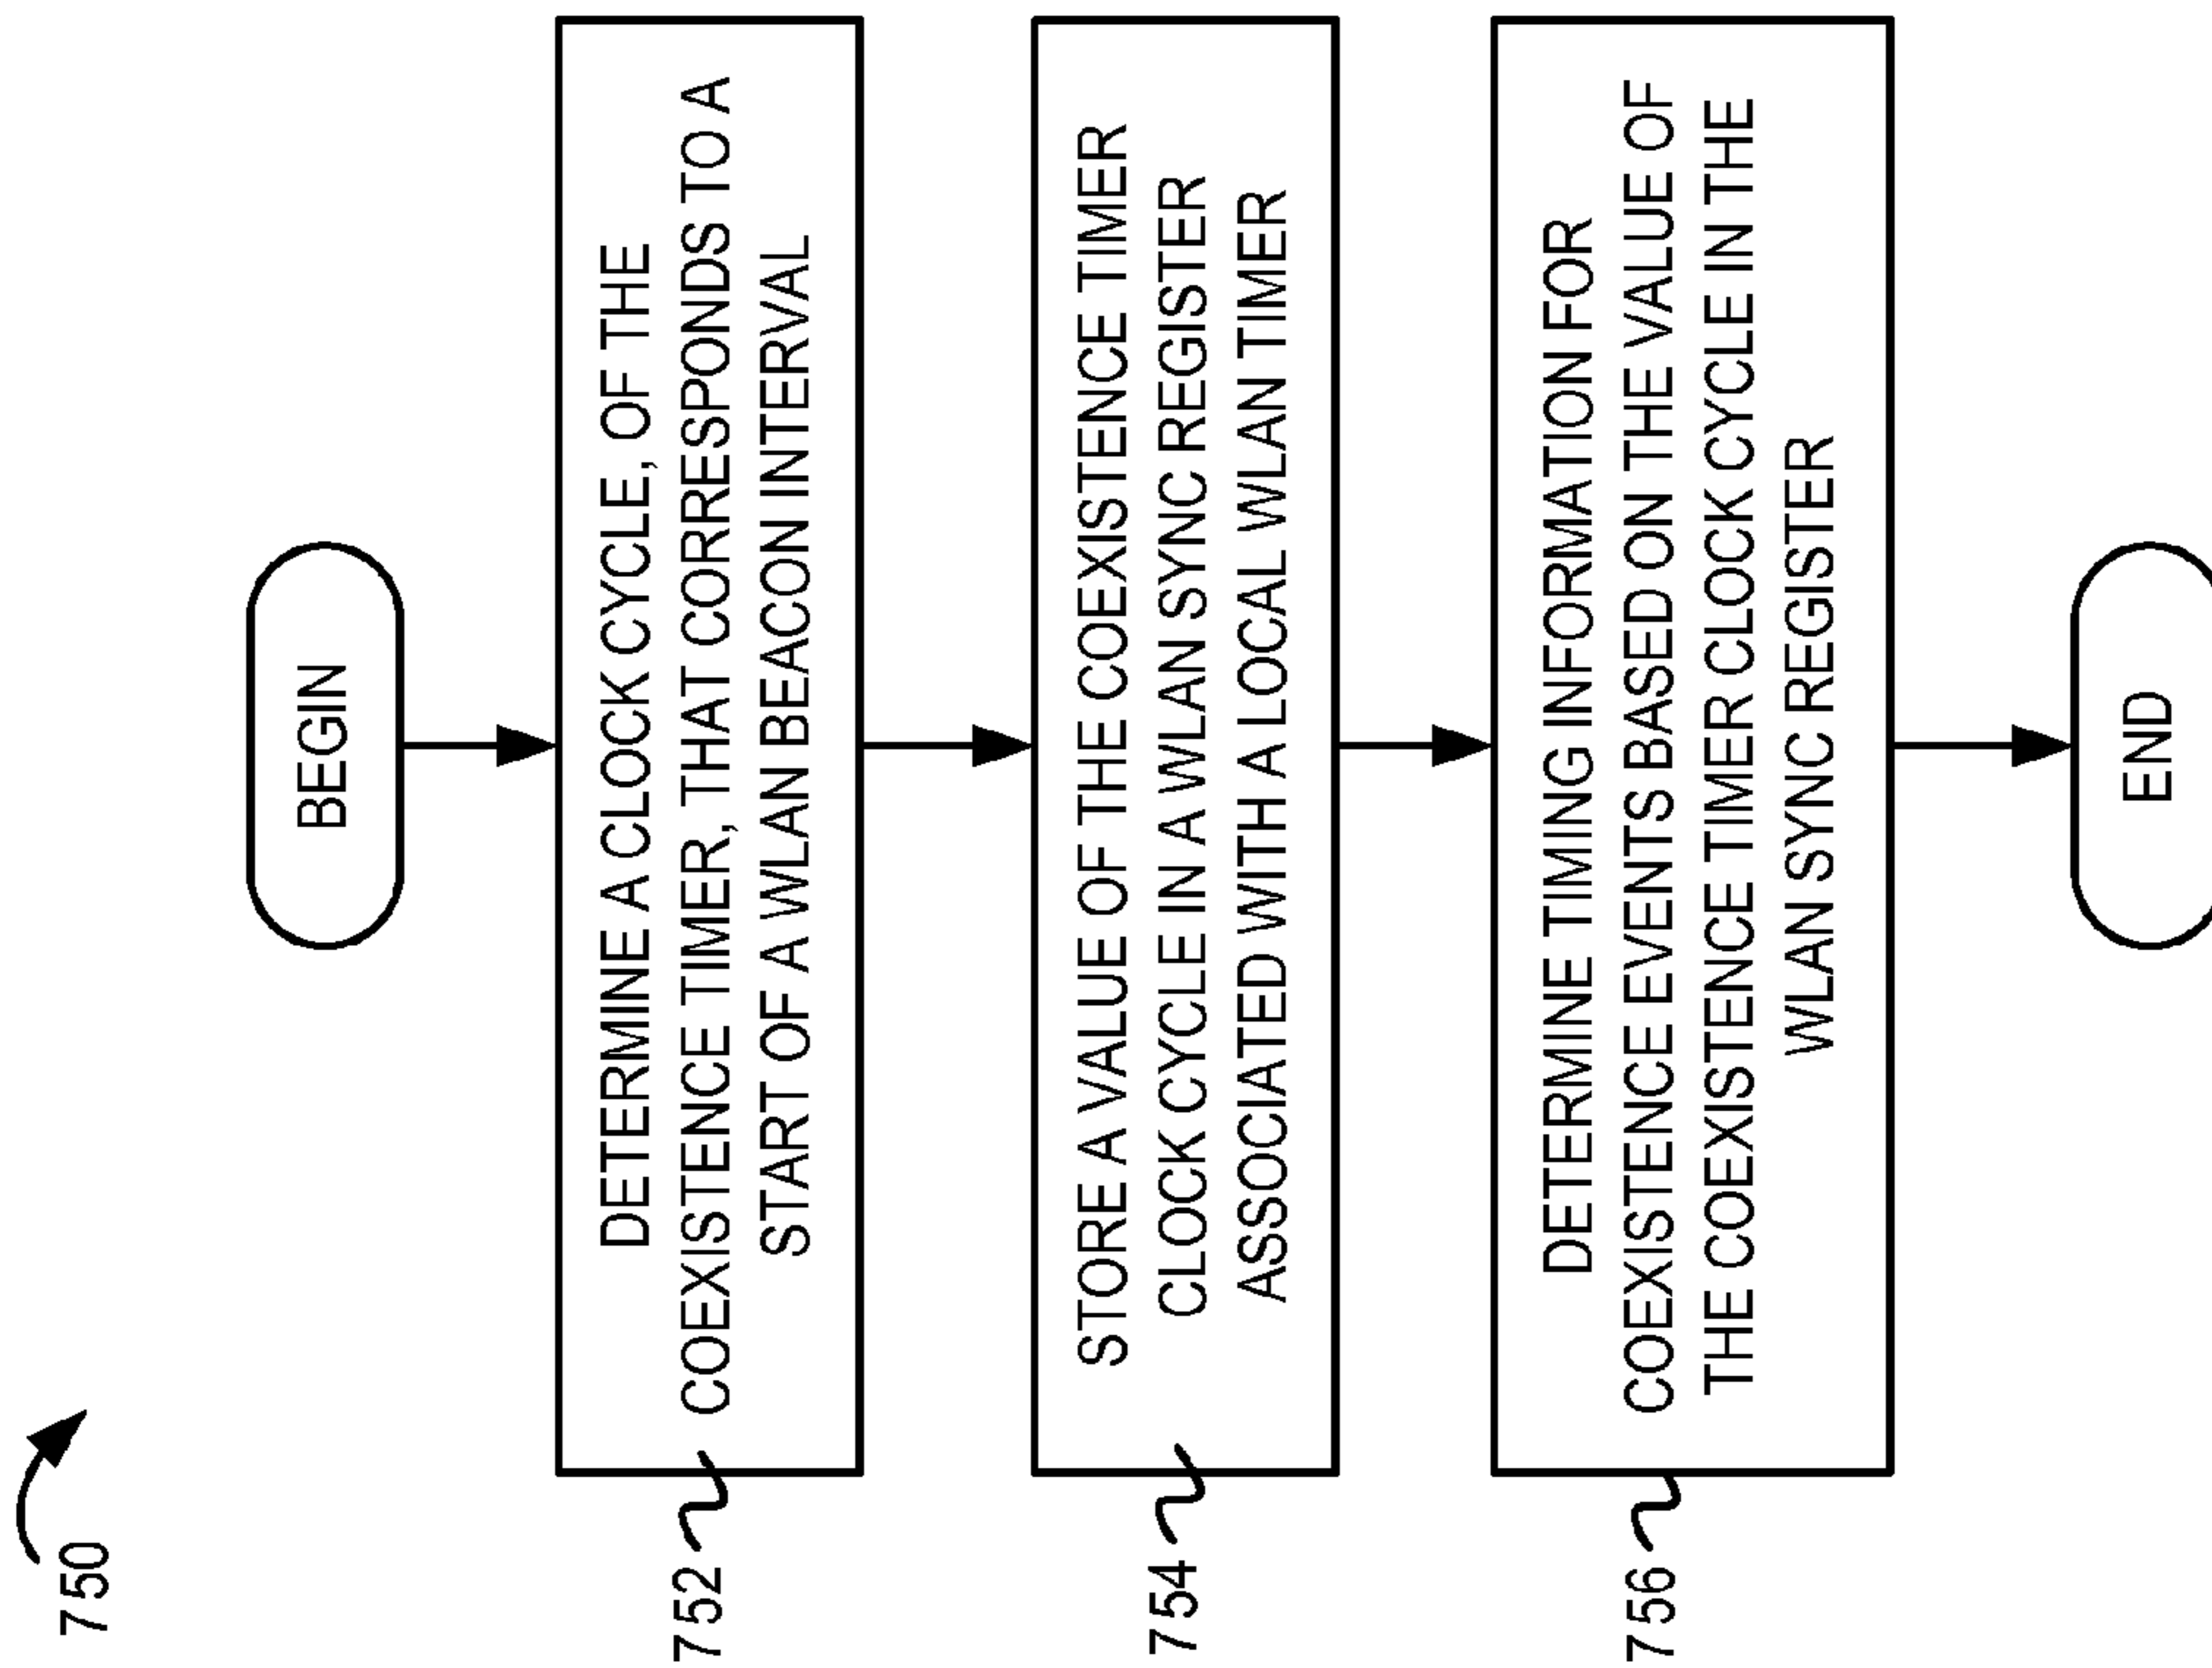 750
BEGIN
752
DETERMINE A CLOCK CYCLE, OF THE
COEXISTENCE TIMER, THAT CORRESPONDS TO A
START OF A WLAN BEACON INTERVAL
754
STORE A VALUE OF THE COEXISTENCE TIMER
CLOCK CYCLE IN A WLAN SYNC REGISTER
ASSOCIATED WITH A LOCAL WLAN TIMER
756
DETERMINE TIMING INFORMATION FOR
COEXISTENCE EVENTS BASED ON THE VALUE OF
THE COEXISTENCE TIMER CLOCK CYCLE IN THE
WLAN SYNC REGISTER
END